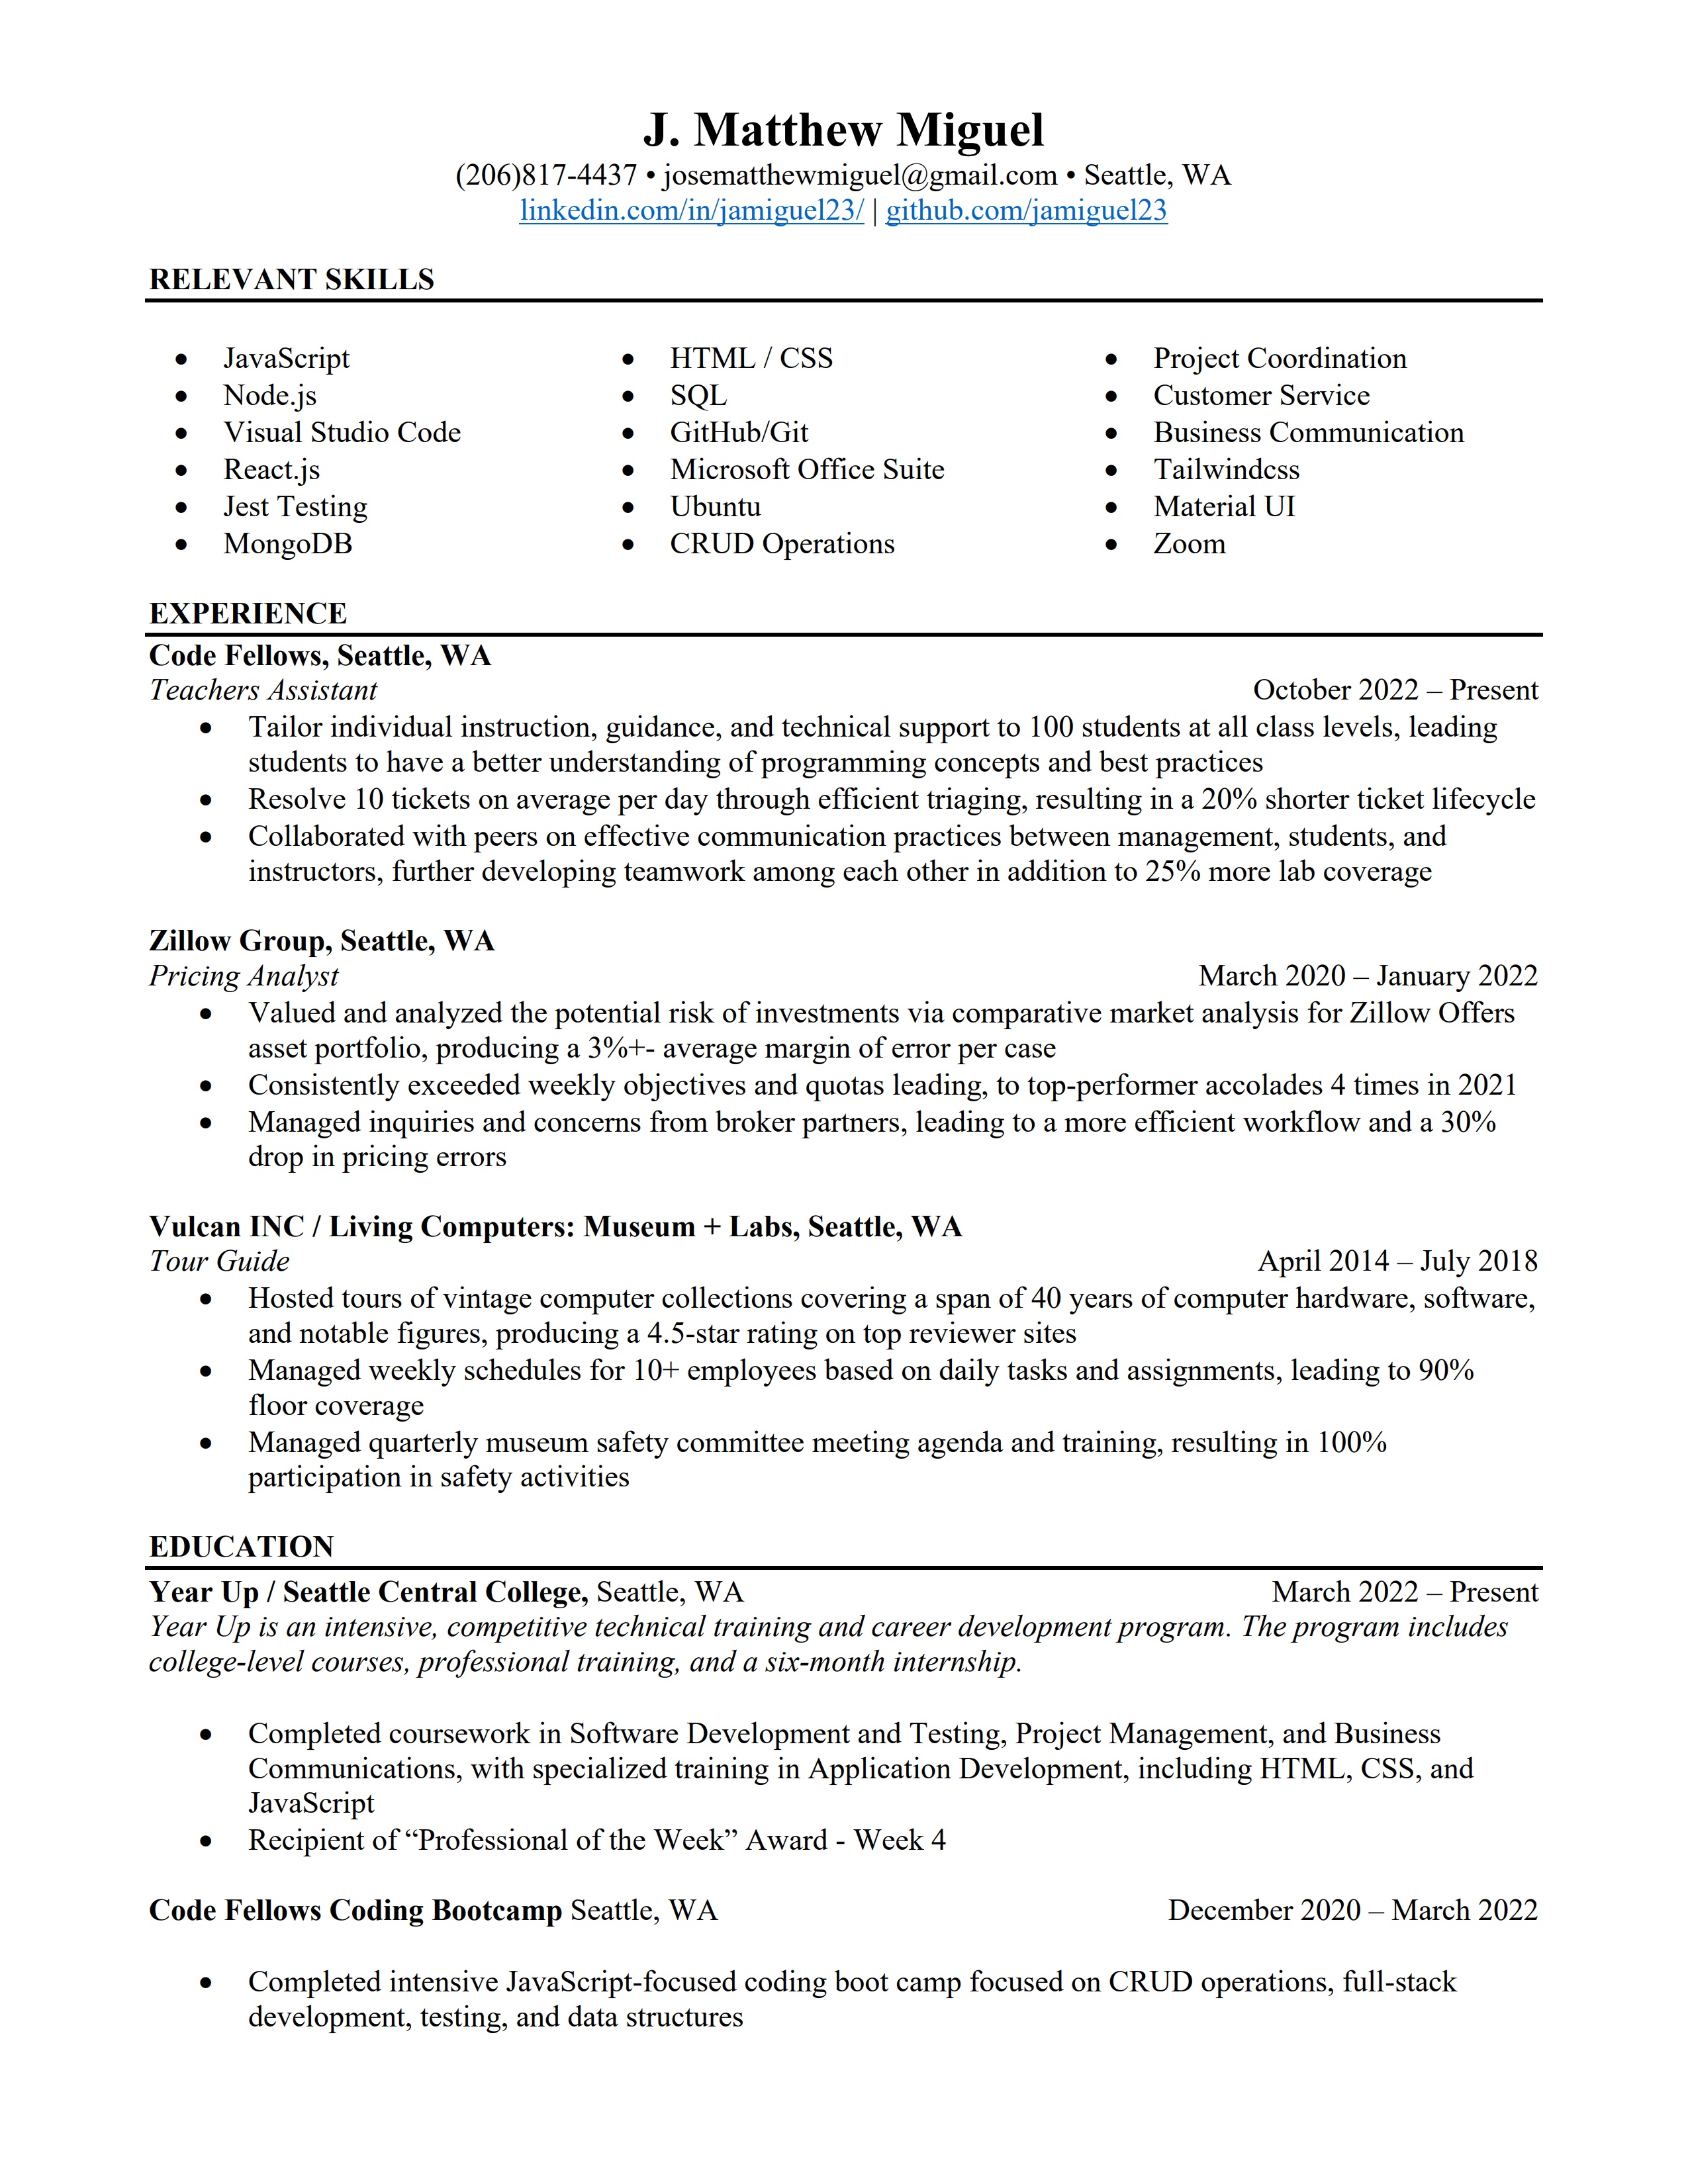 J. Matthew Miguel
(206)817-4437 • josematthewmiguel@gmail.com • Seattle, WA
linkedin.com/in/jamiguel23/ | github.com/jamiguel23
RELEVANT SKILLS
• JavaScript
• Node.js
• Visual Studio Code
• React.js
• Jest Testing
• MongoDB
• HTML / CSS
• SQL
• GitHub/Git
• Microsoft Office Suite
• Ubuntu
• CRUD Operations
• Project Coordination
• Customer Service
• Business Communication
• Tailwindcss
• Material UI
• Zoom
EXPERIENCE
Code Fellows, Seattle, WA
Teachers Assistant October 2022 – Present
• Tailor individual instruction, guidance, and technical support to 100 students at all class levels, leading
students to have a better understanding of programming concepts and best practices
• Resolve 10 tickets on average per day through efficient triaging, resulting in a 20% shorter ticket lifecycle
• Collaborated with peers on effective communication practices between management, students, and
instructors, further developing teamwork among each other in addition to 25% more lab coverage
Zillow Group, Seattle, WA
Pricing Analyst March 2020 – January 2022
• Valued and analyzed the potential risk of investments via comparative market analysis for Zillow Offers
asset portfolio, producing a 3%+- average margin of error per case
• Consistently exceeded weekly objectives and quotas leading, to top-performer accolades 4 times in 2021
• Managed inquiries and concerns from broker partners, leading to a more efficient workflow and a 30%
drop in pricing errors
Vulcan INC / Living Computers: Museum + Labs, Seattle, WA
Tour Guide April 2014 – July 2018
• Hosted tours of vintage computer collections covering a span of 40 years of computer hardware, software,
and notable figures, producing a 4.5-star rating on top reviewer sites
• Managed weekly schedules for 10+ employees based on daily tasks and assignments, leading to 90%
floor coverage
• Managed quarterly museum safety committee meeting agenda and training, resulting in 100%
participation in safety activities
EDUCATION
Year Up / Seattle Central College, Seattle, WA March 2022 – Present
Year Up is an intensive, competitive technical training and career development program. The program includes
college-level courses, professional training, and a six-month internship.
• Completed coursework in Software Development and Testing, Project Management, and Business
Communications, with specialized training in Application Development, including HTML, CSS, and
JavaScript
• Recipient of “Professional of the Week” Award - Week 4
Code Fellows Coding Bootcamp Seattle, WA December 2020 – March 2022
• Completed intensive JavaScript-focused coding boot camp focused on CRUD operations, full-stack
development, testing, and data structures